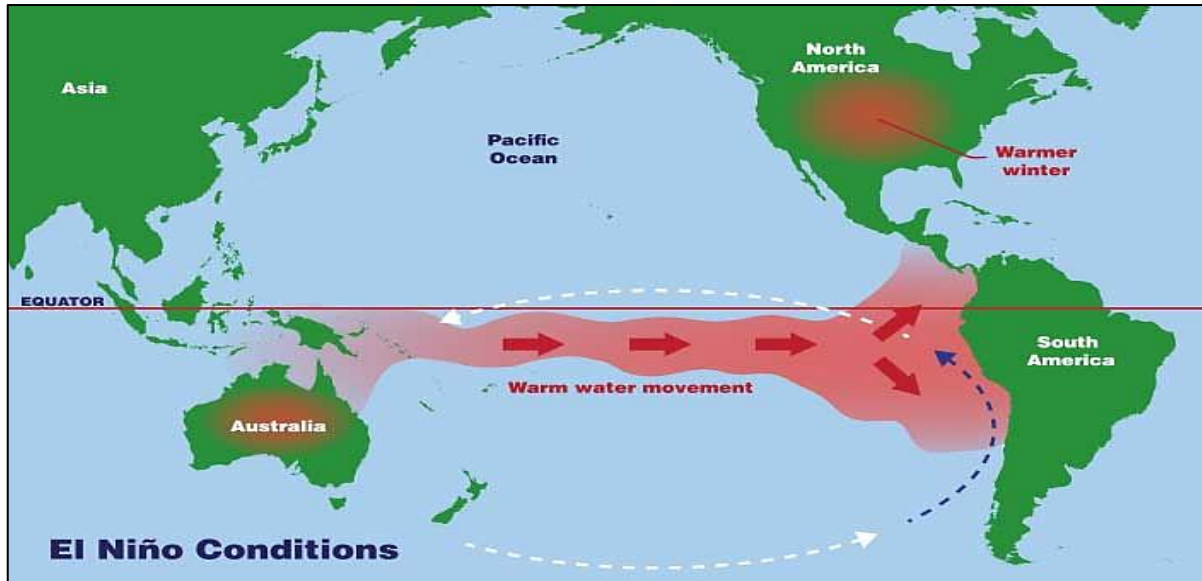 North
America
Asia
Pacific
Ocean
Warmer
winter
EQUATOR
South
America
Warm water movement
Australia
El Niño Conditions